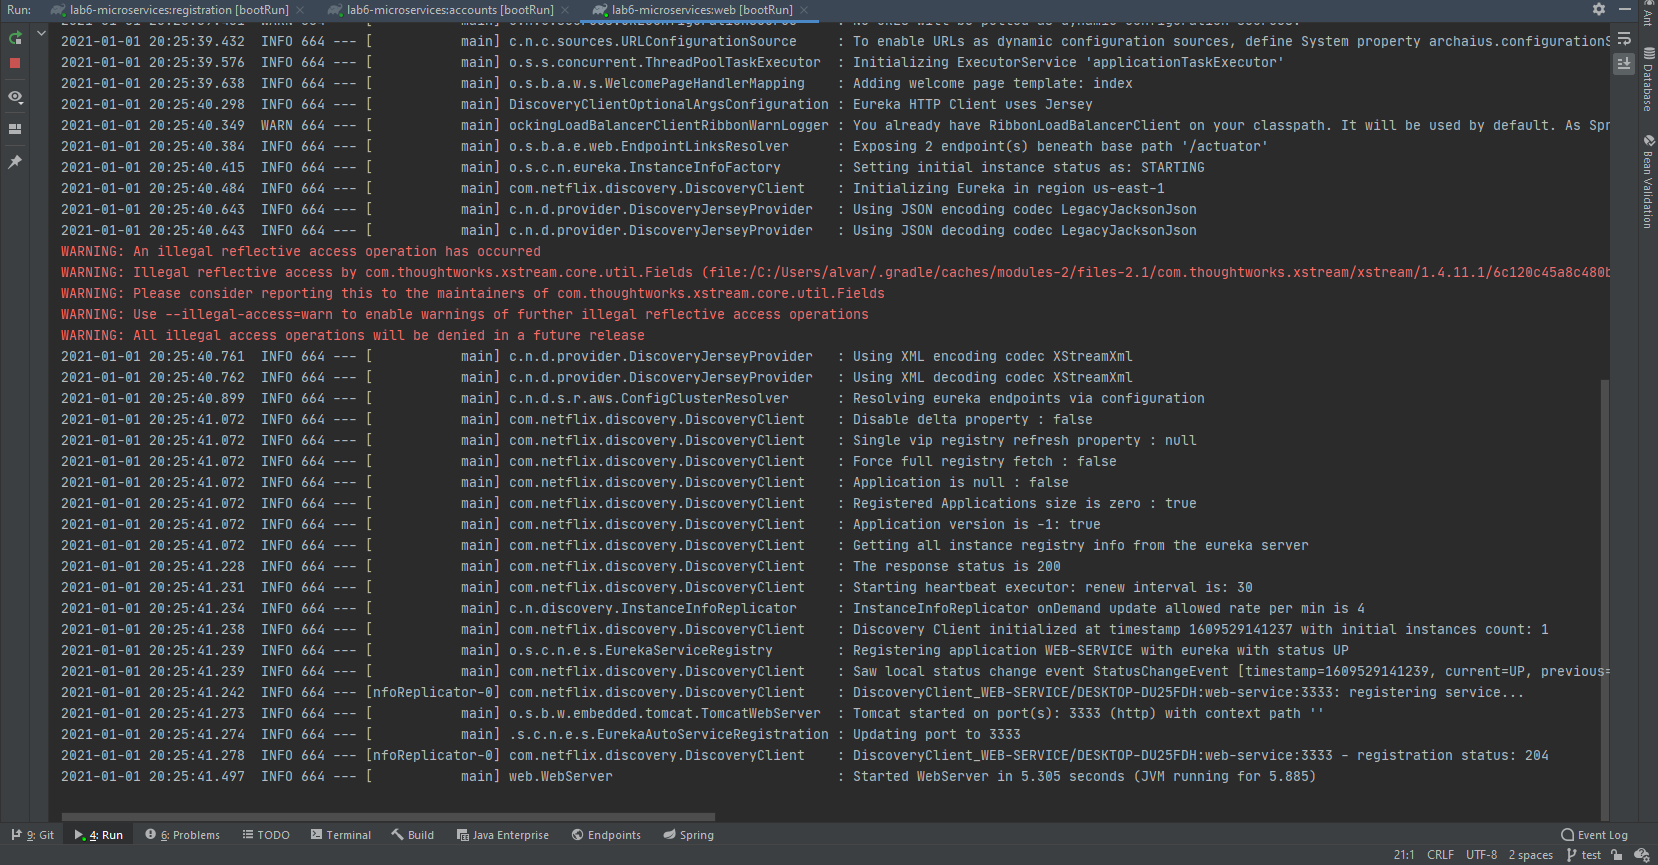 Run: lab6-microservices:registration [bootRun] × lab6-microservices:accounts [bootRun] × lab6-microservices:web [bootRun] ×
2021-01-01 20:25:39.432  INFO 664 --- [           main] c.n.c.sources.URLConfigurationSource     : To enable URLs as dynamic configuration sources, define System property archaius.configurationS
2021-01-01 20:25:39.576  INFO 664 --- [           main] o.s.s.concurrent.ThreadPoolTaskExecutor  : Initializing ExecutorService 'applicationTaskExecutor'
2021-01-01 20:25:39.638  INFO 664 --- [           main] o.s.b.a.w.s.WelcomePageHandlerMapping    : Adding welcome page template: index
2021-01-01 20:25:40.298  INFO 664 --- [           main] DiscoveryClientOptionalArgsConfiguration : Eureka HTTP Client uses Jersey
2021-01-01 20:25:40.349  WARN 664 --- [           main] ockingLoadBalancerClientRibbonWarnLogger : You already have RibbonLoadBalancerClient on your classpath. It will be used by default. As Spr
2021-01-01 20:25:40.384  INFO 664 --- [           main] o.s.b.a.e.web.EndpointLinksResolver      : Exposing 2 endpoint(s) beneath base path '/actuator'
2021-01-01 20:25:40.415  INFO 664 --- [           main] o.s.c.n.eureka.InstanceInfoFactory       : Setting initial instance status as: STARTING
2021-01-01 20:25:40.484  INFO 664 --- [           main] com.netflix.discovery.DiscoveryClient    : Initializing Eureka in region us-east-1
2021-01-01 20:25:40.643  INFO 664 --- [           main] c.n.d.provider.DiscoveryJerseyProvider   : Using JSON encoding codec LegacyJacksonJson
2021-01-01 20:25:40.643  INFO 664 --- [           main] c.n.d.provider.DiscoveryJerseyProvider   : Using JSON decoding codec LegacyJacksonJson
WARNING: An illegal reflective access operation has occurred
WARNING: Illegal reflective access by com.thoughtworks.xstream.core.util.Fields (file:/C:/Users/alvar/.gradle/caches/modules-2/files-2.1/com.thoughtworks.xstream/xstream/1.4.11.1/6c120c45a8c480b
WARNING: Please consider reporting this to the maintainers of com.thoughtworks.xstream.core.util.Fields
WARNING: Use --illegal-access=warn to enable warnings of further illegal reflective access operations
WARNING: All illegal access operations will be denied in a future release
2021-01-01 20:25:40.761  INFO 664 --- [           main] c.n.d.provider.DiscoveryJerseyProvider   : Using XML encoding codec XStreamXml
2021-01-01 20:25:40.762  INFO 664 --- [           main] c.n.d.provider.DiscoveryJerseyProvider   : Using XML decoding codec XStreamXml
2021-01-01 20:25:40.899  INFO 664 --- [           main] c.n.d.s.r.aws.ConfigClusterResolver      : Resolving eureka endpoints via configuration
2021-01-01 20:25:41.072  INFO 664 --- [           main] com.netflix.discovery.DiscoveryClient    : Disable delta property : false
2021-01-01 20:25:41.072  INFO 664 --- [           main] com.netflix.discovery.DiscoveryClient    : Single vip registry refresh property : null
2021-01-01 20:25:41.072  INFO 664 --- [           main] com.netflix.discovery.DiscoveryClient    : Force full registry fetch : false
2021-01-01 20:25:41.072  INFO 664 --- [           main] com.netflix.discovery.DiscoveryClient    : Application is null : false
2021-01-01 20:25:41.072  INFO 664 --- [           main] com.netflix.discovery.DiscoveryClient    : Registered Applications size is zero : true
2021-01-01 20:25:41.072  INFO 664 --- [           main] com.netflix.discovery.DiscoveryClient    : Application version is -1: true
2021-01-01 20:25:41.072  INFO 664 --- [           main] com.netflix.discovery.DiscoveryClient    : Getting all instance registry info from the eureka server
2021-01-01 20:25:41.228  INFO 664 --- [           main] com.netflix.discovery.DiscoveryClient    : The response status is 200
2021-01-01 20:25:41.231  INFO 664 --- [           main] com.netflix.discovery.DiscoveryClient    : Starting heartbeat executor: renew interval is: 30
2021-01-01 20:25:41.234  INFO 664 --- [           main] c.n.discovery.InstanceInfoReplicator     : InstanceInfoReplicator onDemand update allowed rate per min is 4
2021-01-01 20:25:41.238  INFO 664 --- [           main] com.netflix.discovery.DiscoveryClient    : Discovery Client initialized at timestamp 1609529141237 with initial instances count: 1
2021-01-01 20:25:41.239  INFO 664 --- [           main] o.s.c.n.e.s.EurekaServiceRegistry        : Registering application WEB-SERVICE with eureka with status UP
2021-01-01 20:25:41.239  INFO 664 --- [           main] com.netflix.discovery.DiscoveryClient    : Saw local status change event StatusChangeEvent [timestamp=1609529141239, current=UP, previous=
2021-01-01 20:25:41.242  INFO 664 --- [nfoReplicator-0] com.netflix.discovery.DiscoveryClient    : DiscoveryClient_WEB-SERVICE/DESKTOP-DU25FDH:web-service:3333: registering service...
2021-01-01 20:25:41.273  INFO 664 --- [           main] o.s.b.w.embedded.tomcat.TomcatWebServer  : Tomcat started on port(s): 3333 (http) with context path ''
2021-01-01 20:25:41.274  INFO 664 --- [           main] .s.c.n.e.s.EurekaAutoServiceRegistration : Updating port to 3333
2021-01-01 20:25:41.278  INFO 664 --- [nfoReplicator-0] com.netflix.discovery.DiscoveryClient    : DiscoveryClient_WEB-SERVICE/DESKTOP-DU25FDH:web-service:3333 - registration status: 204
2021-01-01 20:25:41.497  INFO 664 --- [           main] web.WebServer                            : Started WebServer in 5.305 seconds (JVM running for 5.885)
Ant
Database
Bean Validation
9: Git 4: Run 6: Problems TODO Terminal Build Java Enterprise Endpoints Spring Event Log
21:1 CRLF UTF-8 2 spaces test